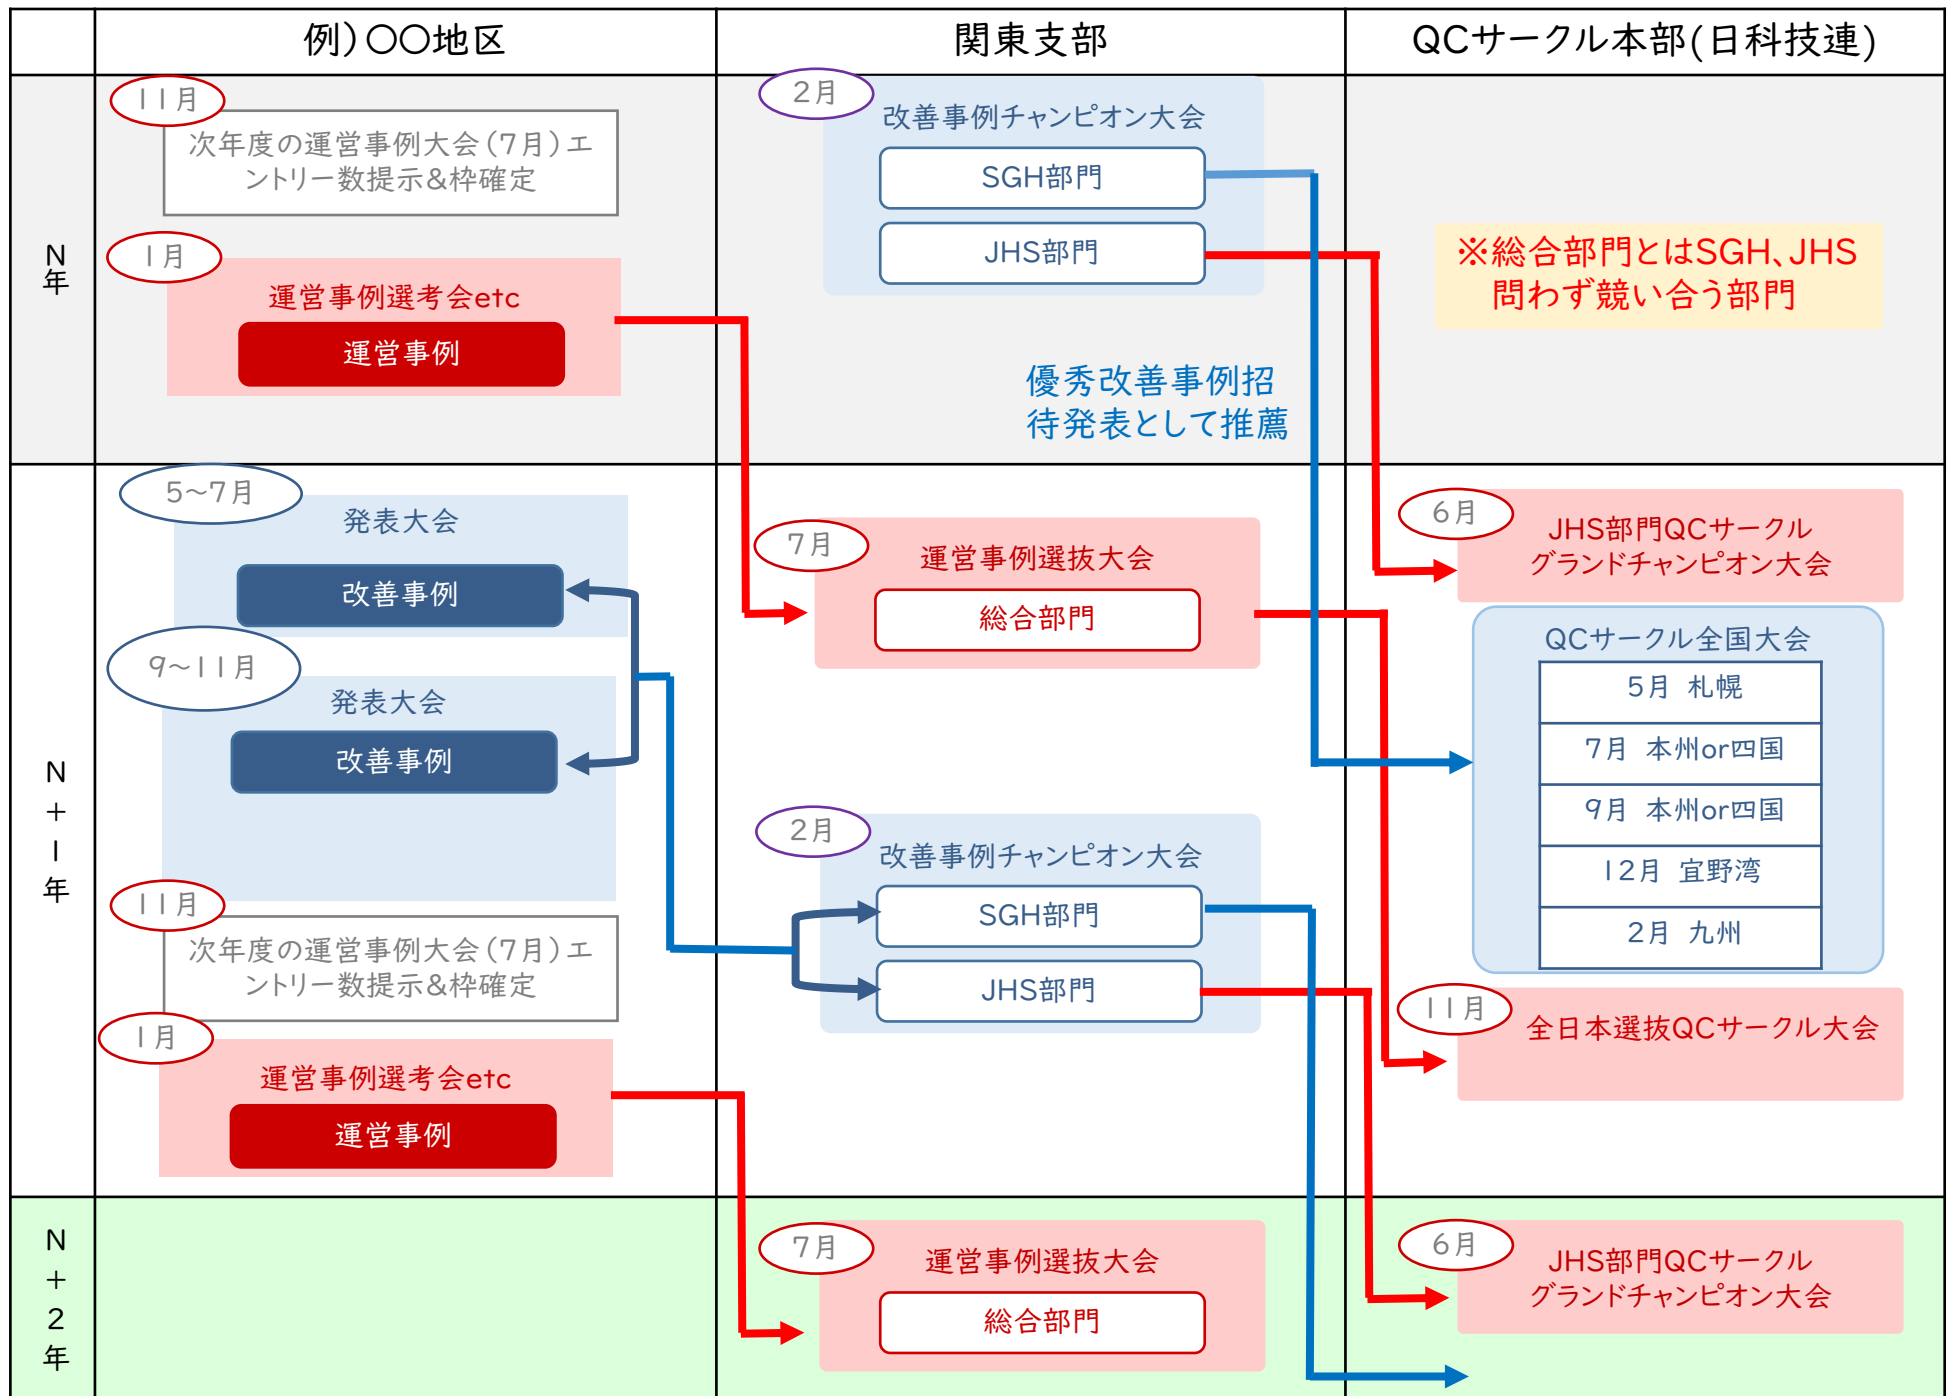 例）〇〇地区
関東支部
QCサークル本部(日科技連)
N年
11月
次年度の運営事例大会（7月）エ
ントリー数提示&枠確定
1月
運営事例選考会etc
運営事例
2月
改善事例チャンピオン大会
SGH部門
JHS部門
優秀改善事例招
待発表として推薦
※総合部門とはSGH、JHS
問わず競い合う部門
N+1年
5～7月
発表大会
改善事例
9～11月
発表大会
改善事例
11月
次年度の運営事例大会（7月）エ
ントリー数提示&枠確定
1月
運営事例選考会etc
運営事例
7月
運営事例選抜大会
総合部門
2月
改善事例チャンピオン大会
SGH部門
JHS部門
6月
JHS部門QCサークル
グランドチャンピオン大会
QCサークル全国大会
5月 札幌
7月 本州or四国
9月 本州or四国
12月 宜野湾
2月 九州
11月
全日本選抜QCサークル大会
N+2年
7月
運営事例選抜大会
総合部門
6月
JHS部門QCサークル
グランドチャンピオン大会